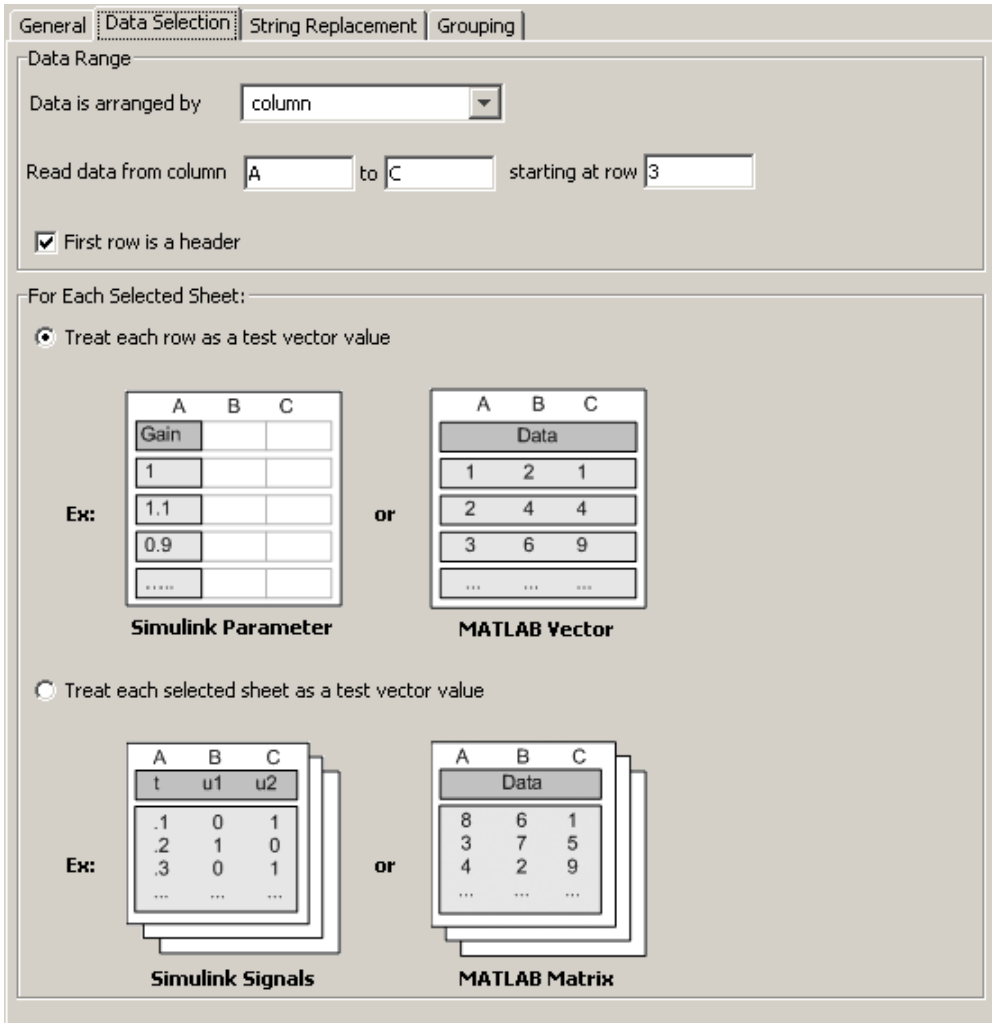 General Data Selection String Replacement Grouping
Data Range
Data is arranged by column
Read data from column A to C starting at row 3
First row is a header
For Each Selected Sheet:
Treat each row as a test vector value
A B C
Gain
1
1.1
0.9
.....
Ex:
Simulink Parameter
or
A B C
Data
1 2 1
2 4 4
3 6 9
... ... ...
MATLAB Vector
Treat each selected sheet as a test vector value
A B C
t u1 u2
.1 0 1
.2 1 0
.3 0 1
... ... ...
Ex:
Simulink Signals
or
A B C
Data
8 6 1
3 7 5
4 2 9
... ... ...
MATLAB Matrix